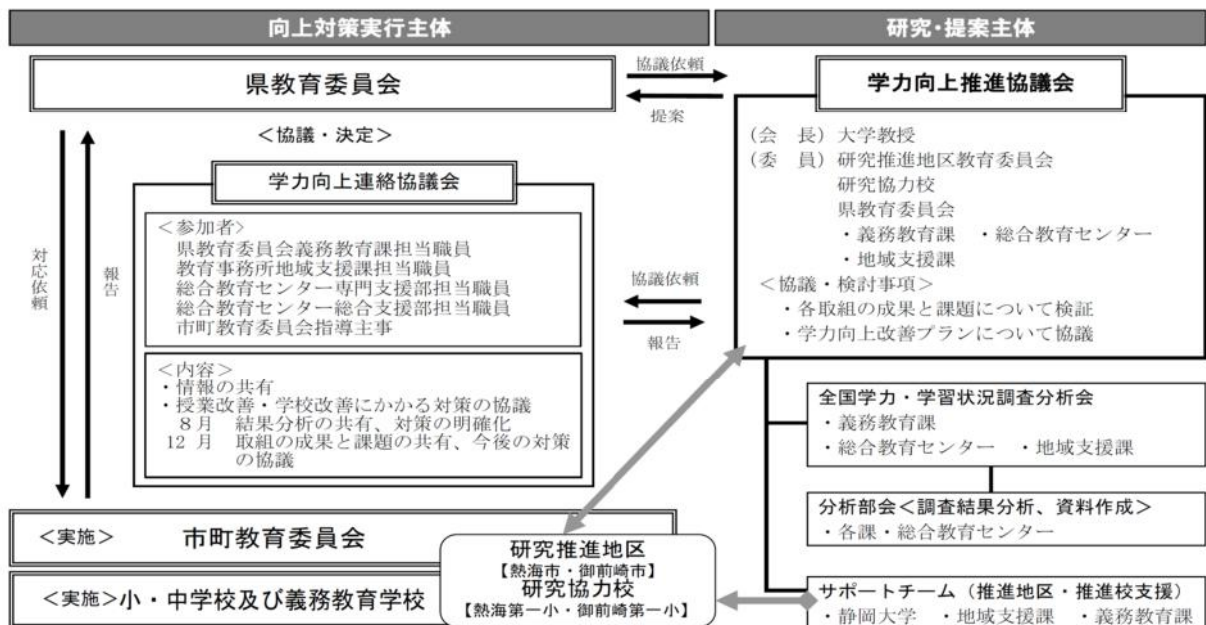 向上対策実行主体
研究・提案主体
県教育委員会
協議依頼
提案
学力向上推進協議会
＜協議・決定＞
学力向上連絡協議会
＜参加者＞
県教育委員会義務教育課担当職員
教育事務所地域支援課担当職員
総合教育センター専門支援部担当職員
総合教育センター総合支援部担当職員
市町教育委員会指導主事
＜内容＞
・情報の共有
・授業改善・学校改善にかかる対策の協議
8月 結果分析の共有、対策の明確化
12月 取組の成果と課題の共有、今後の対策
の協議
対応依頼
報告
協議依頼
報告
（会 長）大学教授
（委 員）研究推進地区教育委員会
研究協力校
県教育委員会
・義務教育課 ・総合教育センター
・地域支援課
＜協議・検討事項＞
・各取組の成果と課題について検証
・学力向上改善プランについて協議
全国学力・学習状況調査分析会
・義務教育課
・総合教育センター ・地域支援課
分析部会＜調査結果分析、資料作成＞
・各課・総合教育センター
サポートチーム（推進地区・推進校支援）
・静岡大学 ・地域支援課 ・義務教育課
＜実施＞ 市町教育委員会
＜実施＞小・中学校及び義務教育学校
研究推進地区
【熱海市・御前崎市】
研究協力校
【熱海第一小・御前崎第一小】